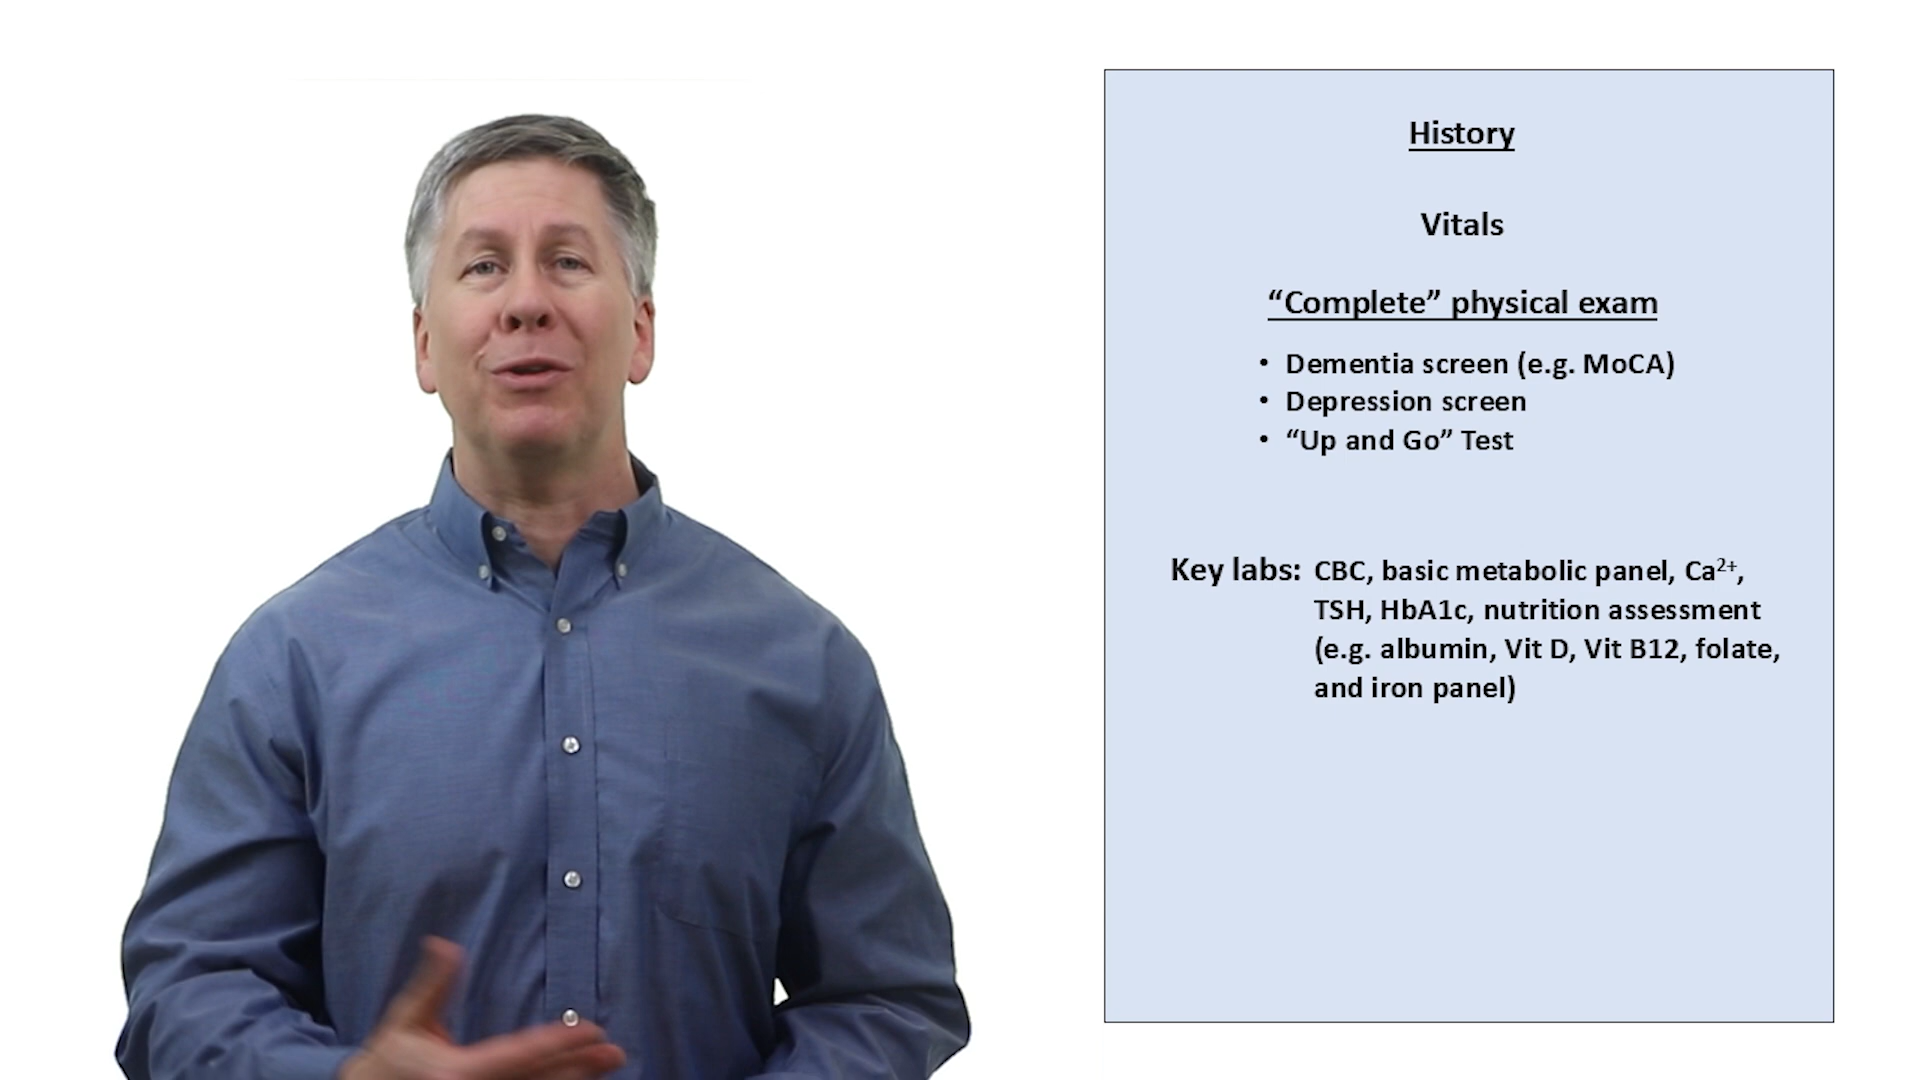 History
Vitals
“Complete” physical exam
• Dementia screen (e.g. MoCA)
• Depression screen
• “Up and Go” Test
Key labs: CBC, basic metabolic panel, Ca²⁺,
TSH, HbA1c, nutrition assessment
(e.g. albumin, Vit D, Vit B12, folate,
and iron panel)